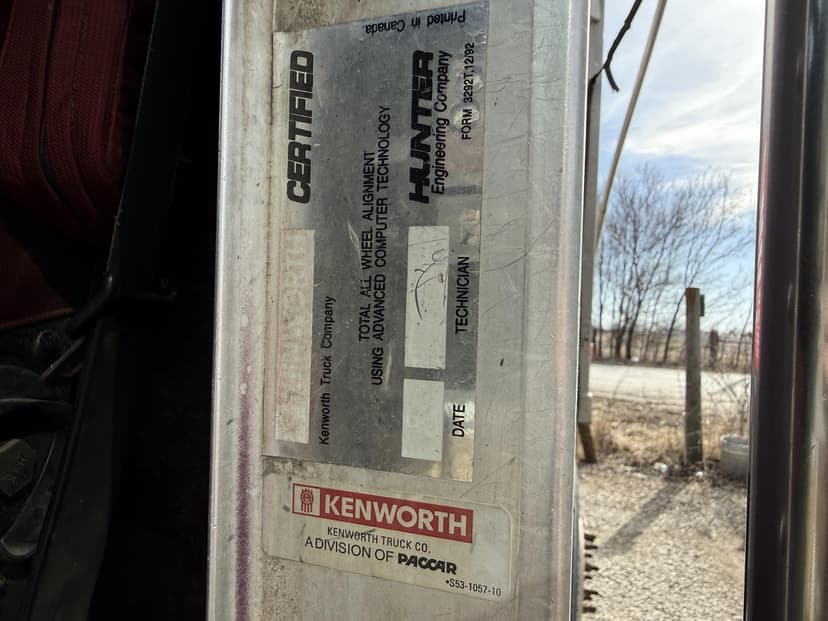 KENWORTH
Kenworth Truck Company
CERTIFIED
TOTAL ALL WHEEL ALIGNMENT
USING ADVANCED COMPUTER TECHNOLOGY
DATE
TECHNICIAN
HUNTER
Engineering Company
FORM 3292T, 12/92
Printed in Canada.
KENWORTH
KENWORTH TRUCK CO.
A DIVISION OF PACCAR
•S53-1057-10